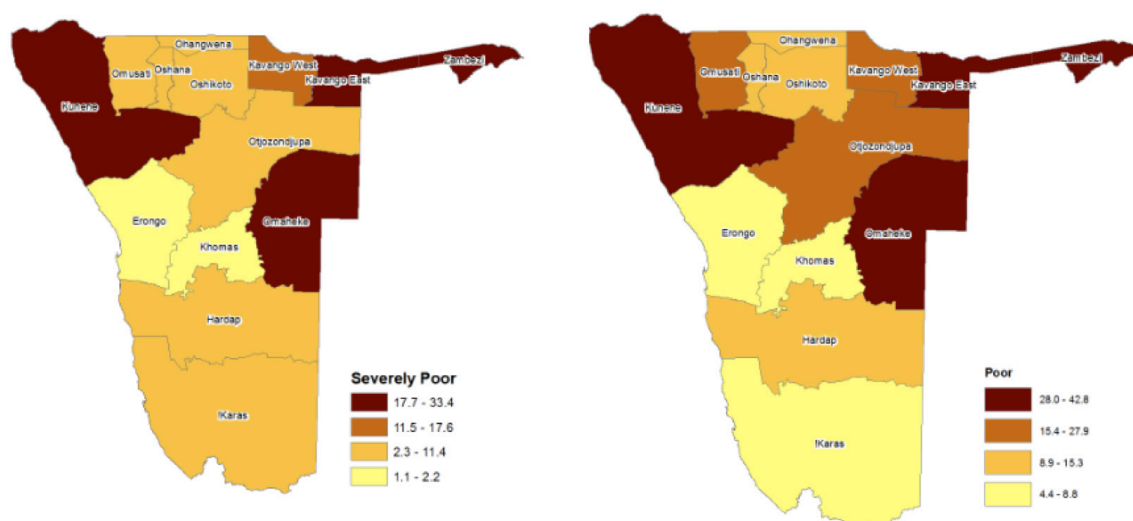 Ohangwena
Omusati
Oshana
Oshikoto
Kavango West
Kavango East
Zambezi
Kunene
Otjozondjupa
Erongo
Omaheke
Khomas
Hardap
!Karas
Severely Poor
17.7 - 33.4
11.5 - 17.6
2.3 - 11.4
1.1 - 2.2
Ohangwena
Omusati
Oshana
Oshikoto
Kavango West
Kavango East
Zambezi
Kunene
Otjozondjupa
Erongo
Omaheke
Khomas
Hardap
!Karas
Poor
28.0 - 42.8
15.4 - 27.9
8.9 - 15.3
4.4 - 8.8